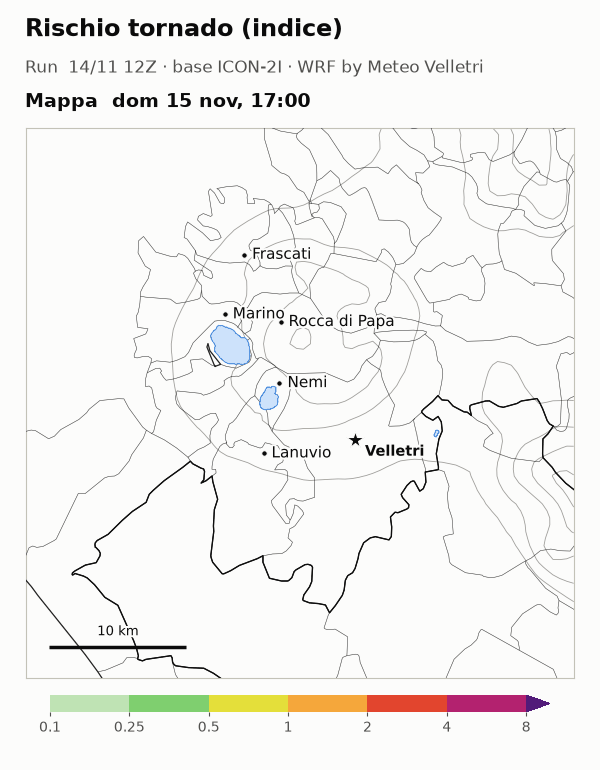 Rischio tornado (indice)
Run  14/11 12Z · base ICON-2I · WRF by Meteo Velletri
Mappa  dom 15 nov, 17:00
Frascati
Marino
Rocca di Papa
Nemi
Velletri
Lanuvio
10 km
0.1 0.25 0.5 1 2 4 8